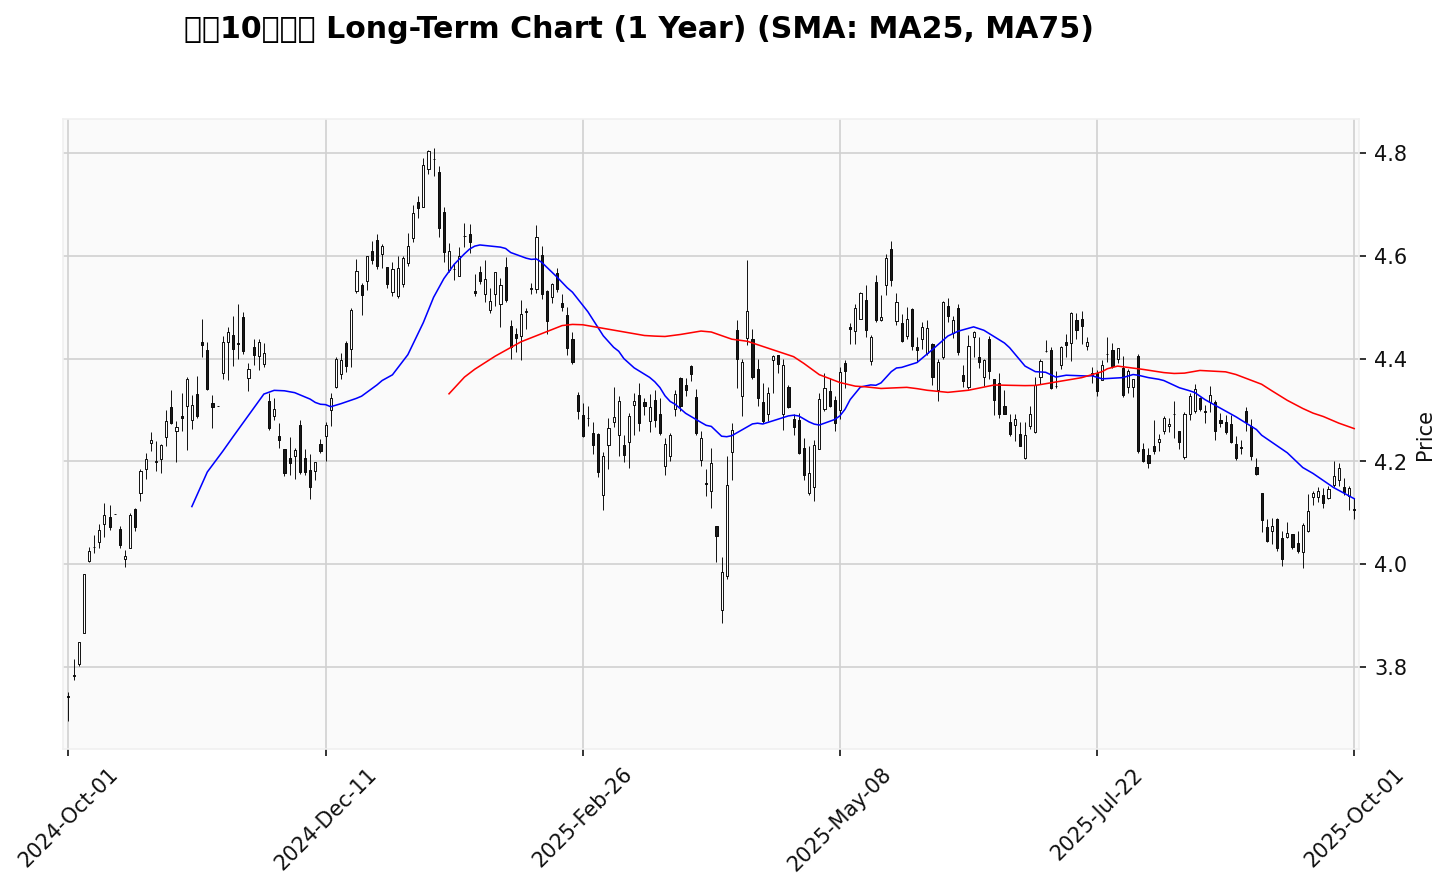 10 Long-Term Chart (1 Year) (SMA: MA25, MA75)
4.8
4.6
4.4
4.2
4.0
3.8
Price
2024-Oct-01
2024-Dec-11
2025-Feb-26
2025-May-08
2025-Jul-22
2025-Oct-01